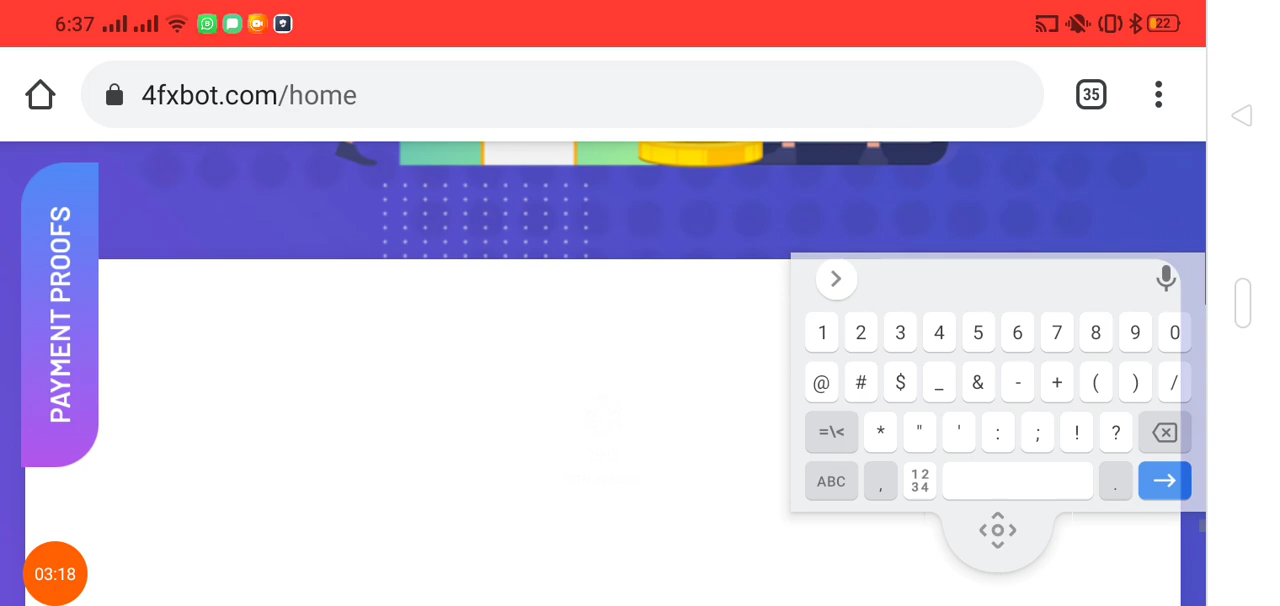 6:37
22
4fxbot.com/home
35
PAYMENT PROOFS
1 2 3 4 5 6 7 8 9 0
@ # $ _ & - + ( ) /
=\< * " ' : ; ! ?
ABC , 12 34 .
03:18